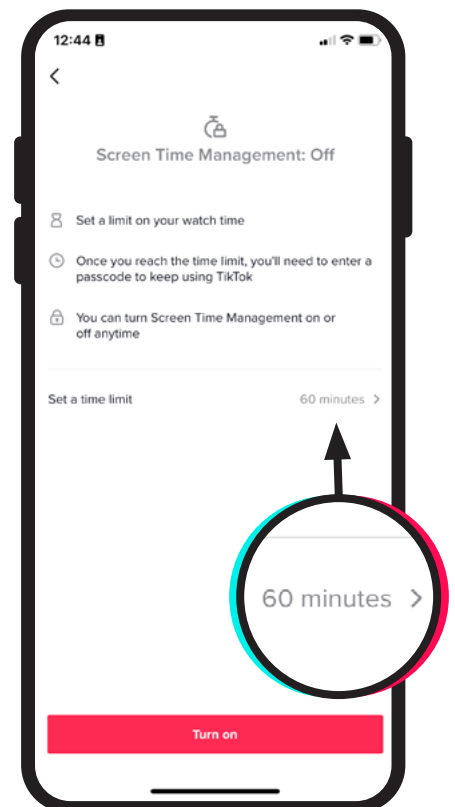 12:44
Screen Time Management: Off
Set a limit on your watch time
Once you reach the time limit, you'll need to enter a
passcode to keep using TikTok
You can turn Screen Time Management on or
off anytime
Set a time limit 60 minutes >
60 minutes >
Turn on